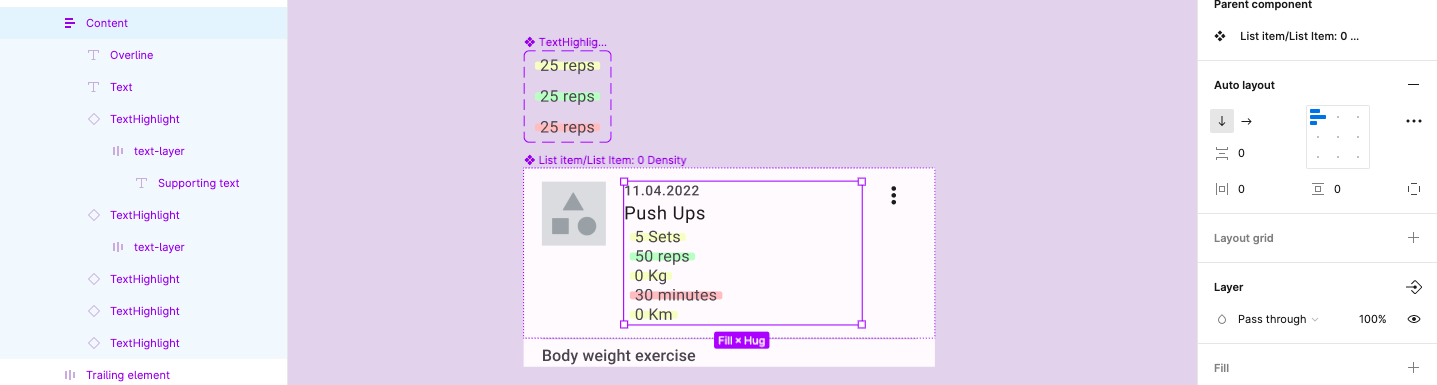 Content
Overline
Text
TextHighlight
text-layer
Supporting text
TextHighlight
text-layer
TextHighlight
TextHighlight
TextHighlight
Trailing element
TextHighlig...
25 reps
25 reps
25 reps
List item/List Item: 0 Density
11.04.2022
Push Ups
5 Sets
50 reps
0 Kg
30 minutes
0 Km
Fill × Hug
Body weight exercise
Parent component
List item/List Item: 0 ...
Auto layout
0
0
0
Layout grid
Layer
Pass through
100%
Fill